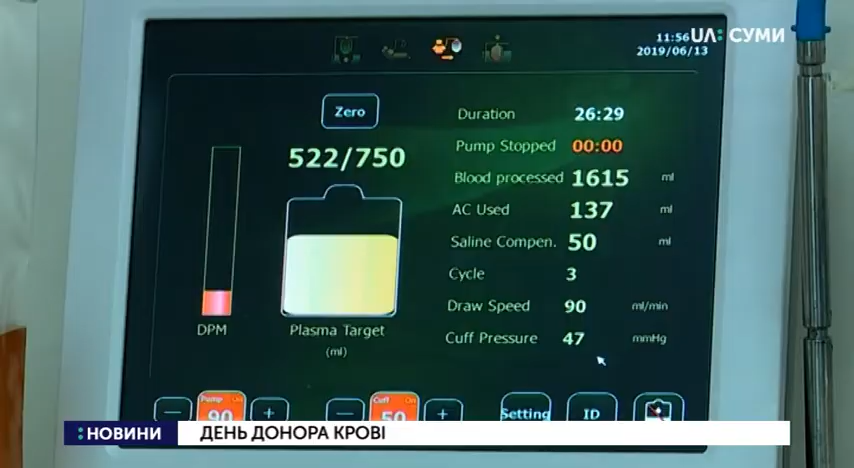 11:56
UA: СУМИ
2019/06/13
Zero
522/750
Duration 26:29
Pump Stopped 00:00
Blood processed 1615 ml
AC Used 137 ml
Saline Compen. 50 ml
Cycle 3
Draw Speed 90 ml/min
Cuff Pressure 47 mmHg
DPM
Plasma Target
(ml)
Pump On
90
Cuff On
50
Setting
ID
:НОВИНИ
ДЕНЬ ДОНОРА КРОВІ